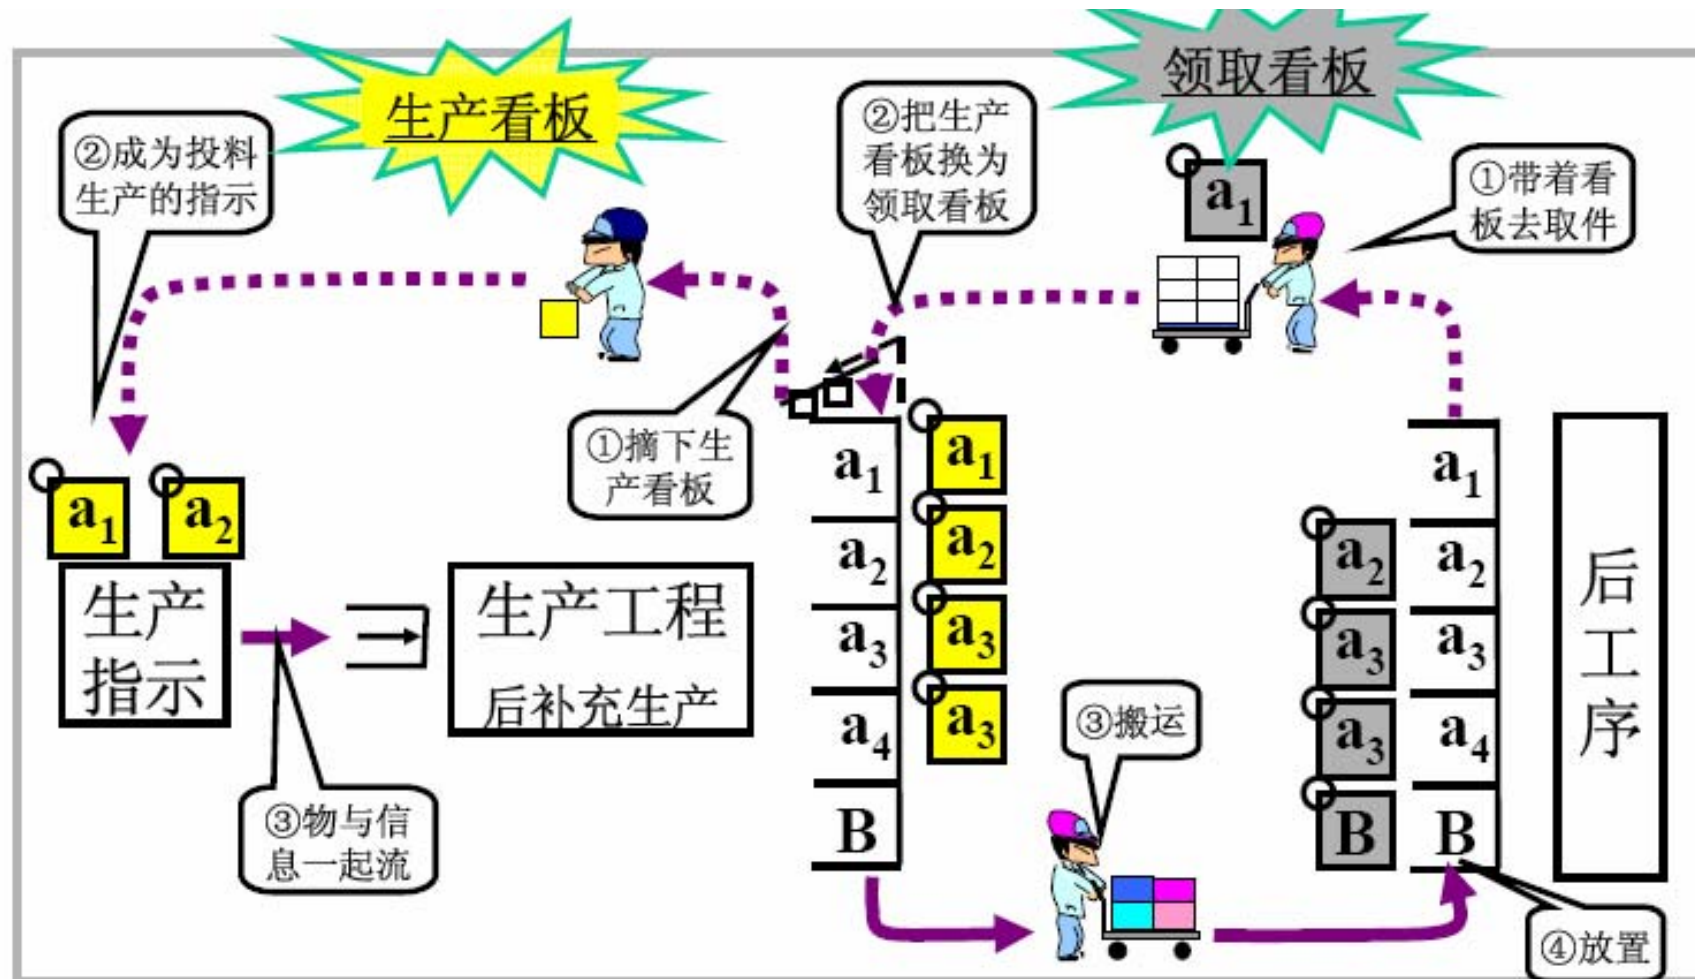 生产看板
领取看板
②成为投料
生产的指示
②把生产
看板换为
领取看板
a1
①带着看
板去取件
①摘下生
产看板
a1
a2
生产
指示
生产工程
后补充生产
③物与信
息一起流
a1
a2
a3
a4
B
a1
a2
a3
a3
③搬运
a2
a3
a3
B
a1
a2
a3
a4
B
后
工
序
④放置